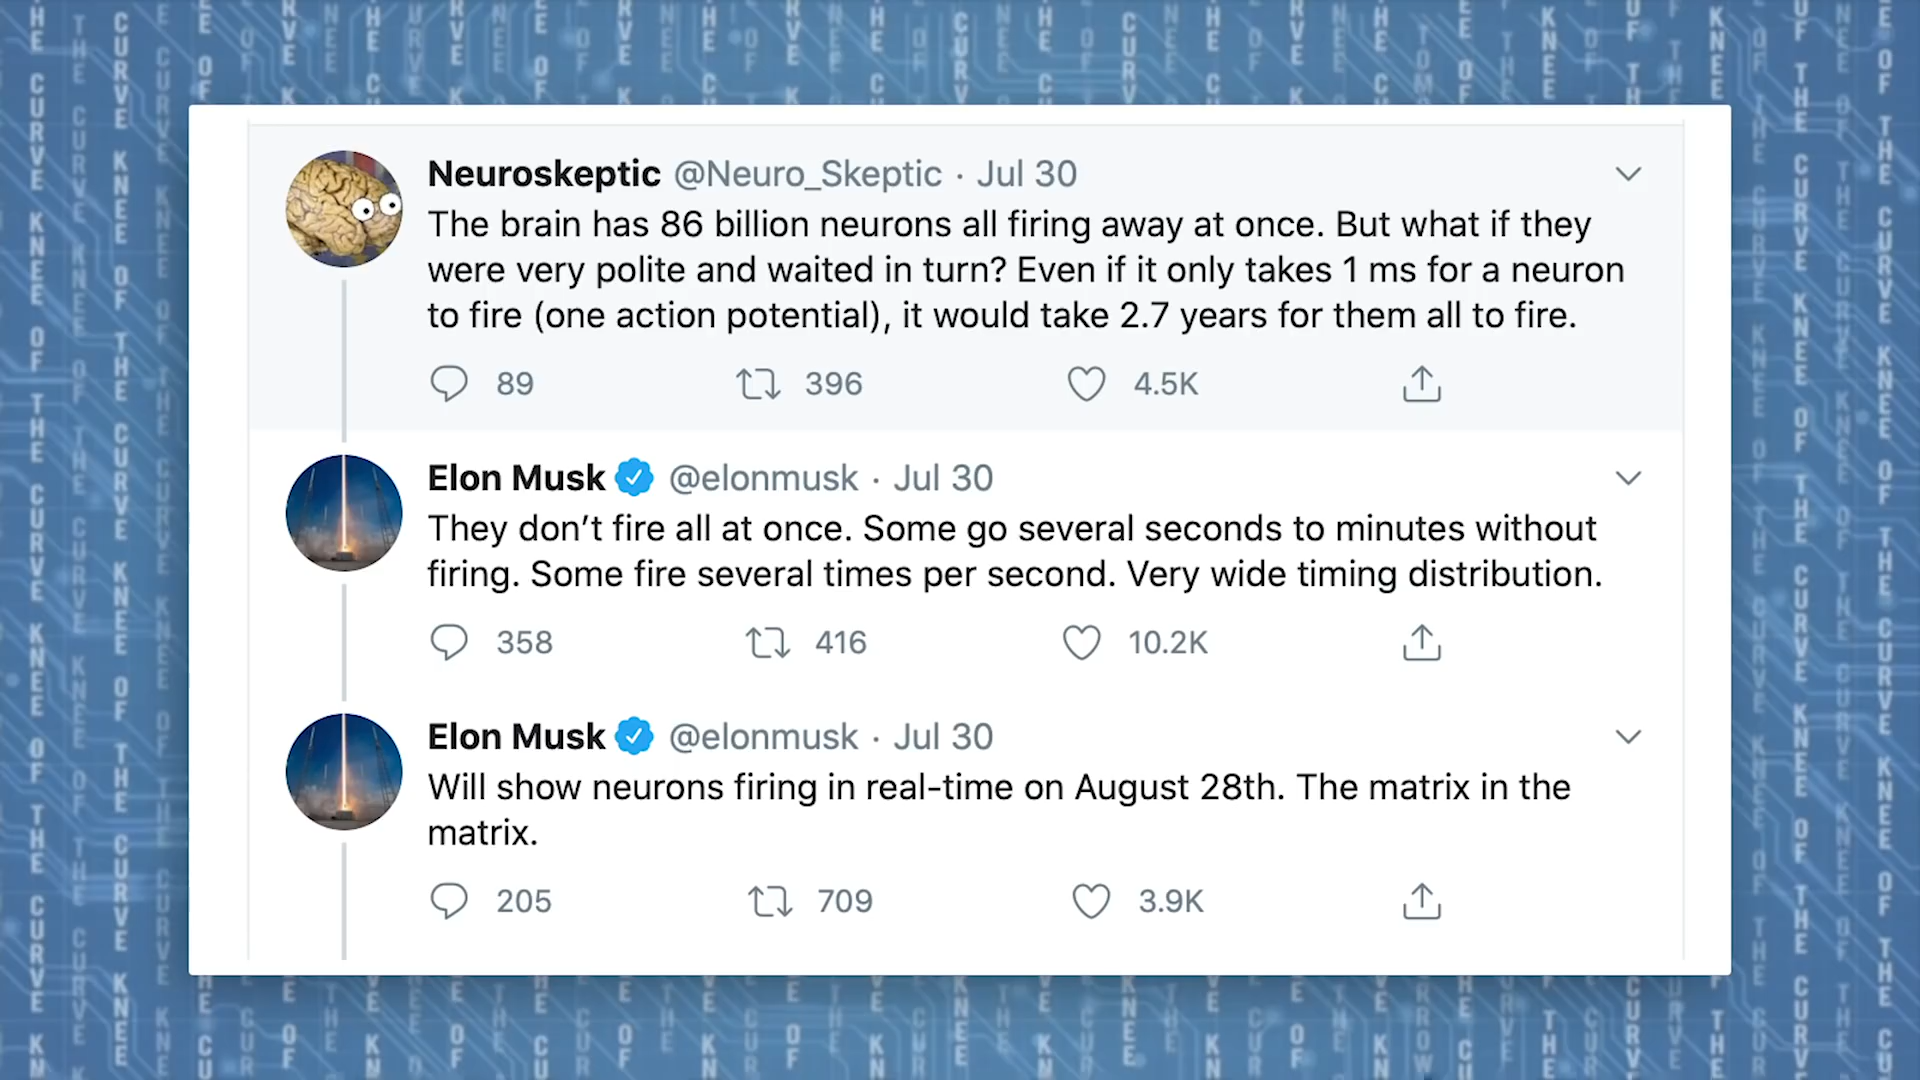 Neuroskeptic @Neuro_Skeptic · Jul 30
The brain has 86 billion neurons all firing away at once. But what if they
were very polite and waited in turn? Even if it only takes 1 ms for a neuron
to fire (one action potential), it would take 2.7 years for them all to fire.
89 396 4.5K
Elon Musk @elonmusk · Jul 30
They don’t fire all at once. Some go several seconds to minutes without
firing. Some fire several times per second. Very wide timing distribution.
358 416 10.2K
Elon Musk @elonmusk · Jul 30
Will show neurons firing in real-time on August 28th. The matrix in the
matrix.
205 709 3.9K